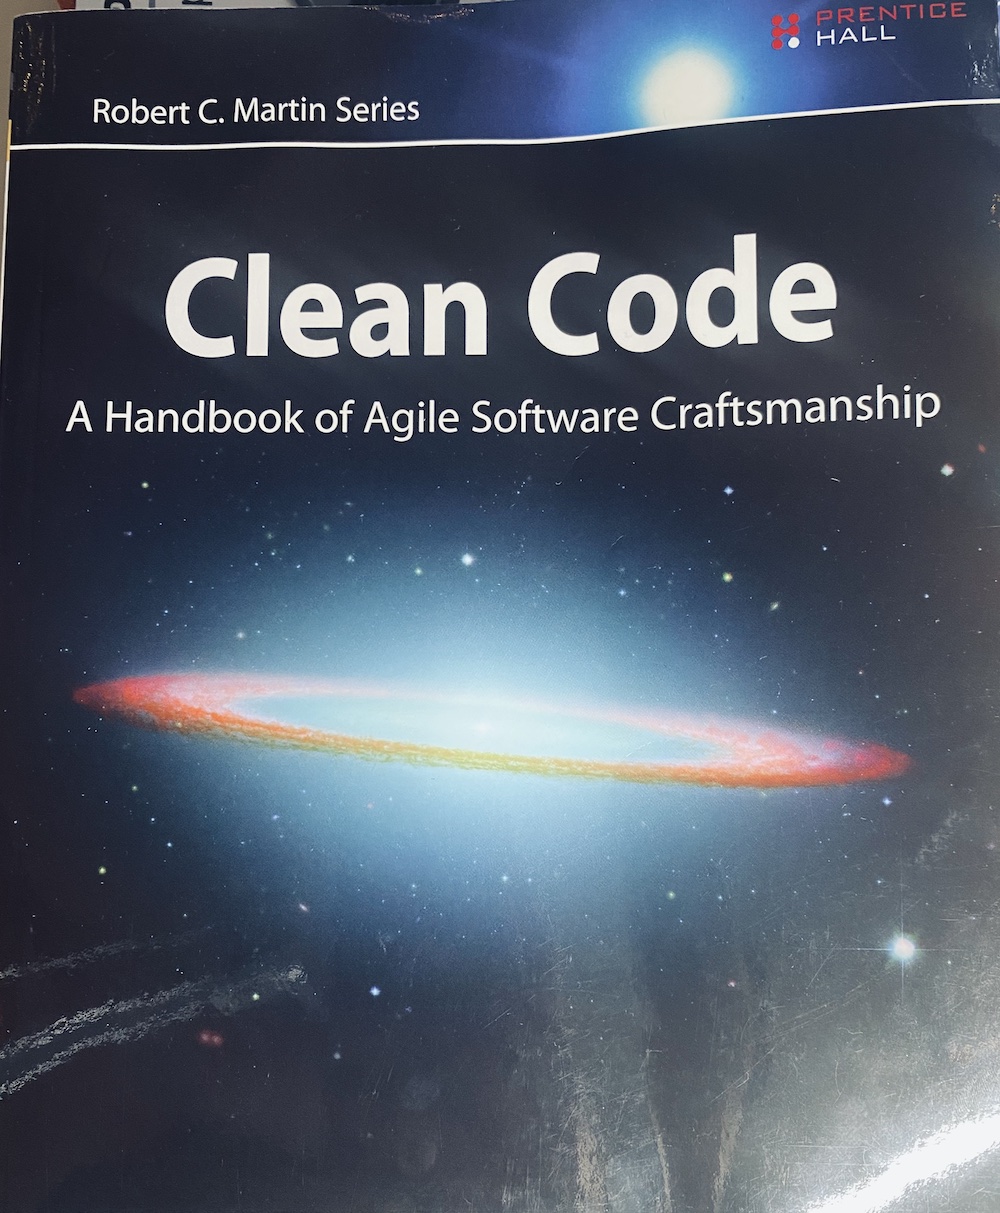 PRENTICE
HALL
Robert C. Martin Series
Clean Code
A Handbook of Agile Software Craftsmanship